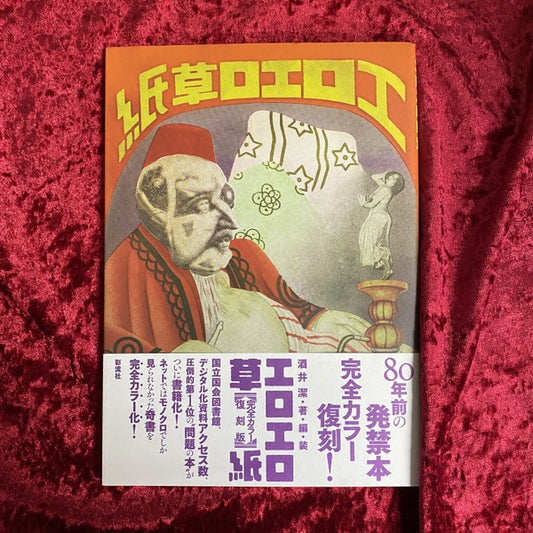 紙草ロエロエ
80年前の
発禁本
完全カラー
復刻!
酒井 潔・著・編・装
エロエロ
草紙
【完全カラー】
復刻版
国立国会図書館
デジタル化資料アクセス数、
圧倒的第1位の“問題の本”が
ついに書籍化!
ネットではモノクロでしか
見られなかった奇書を
完全カラー化!
彩流社